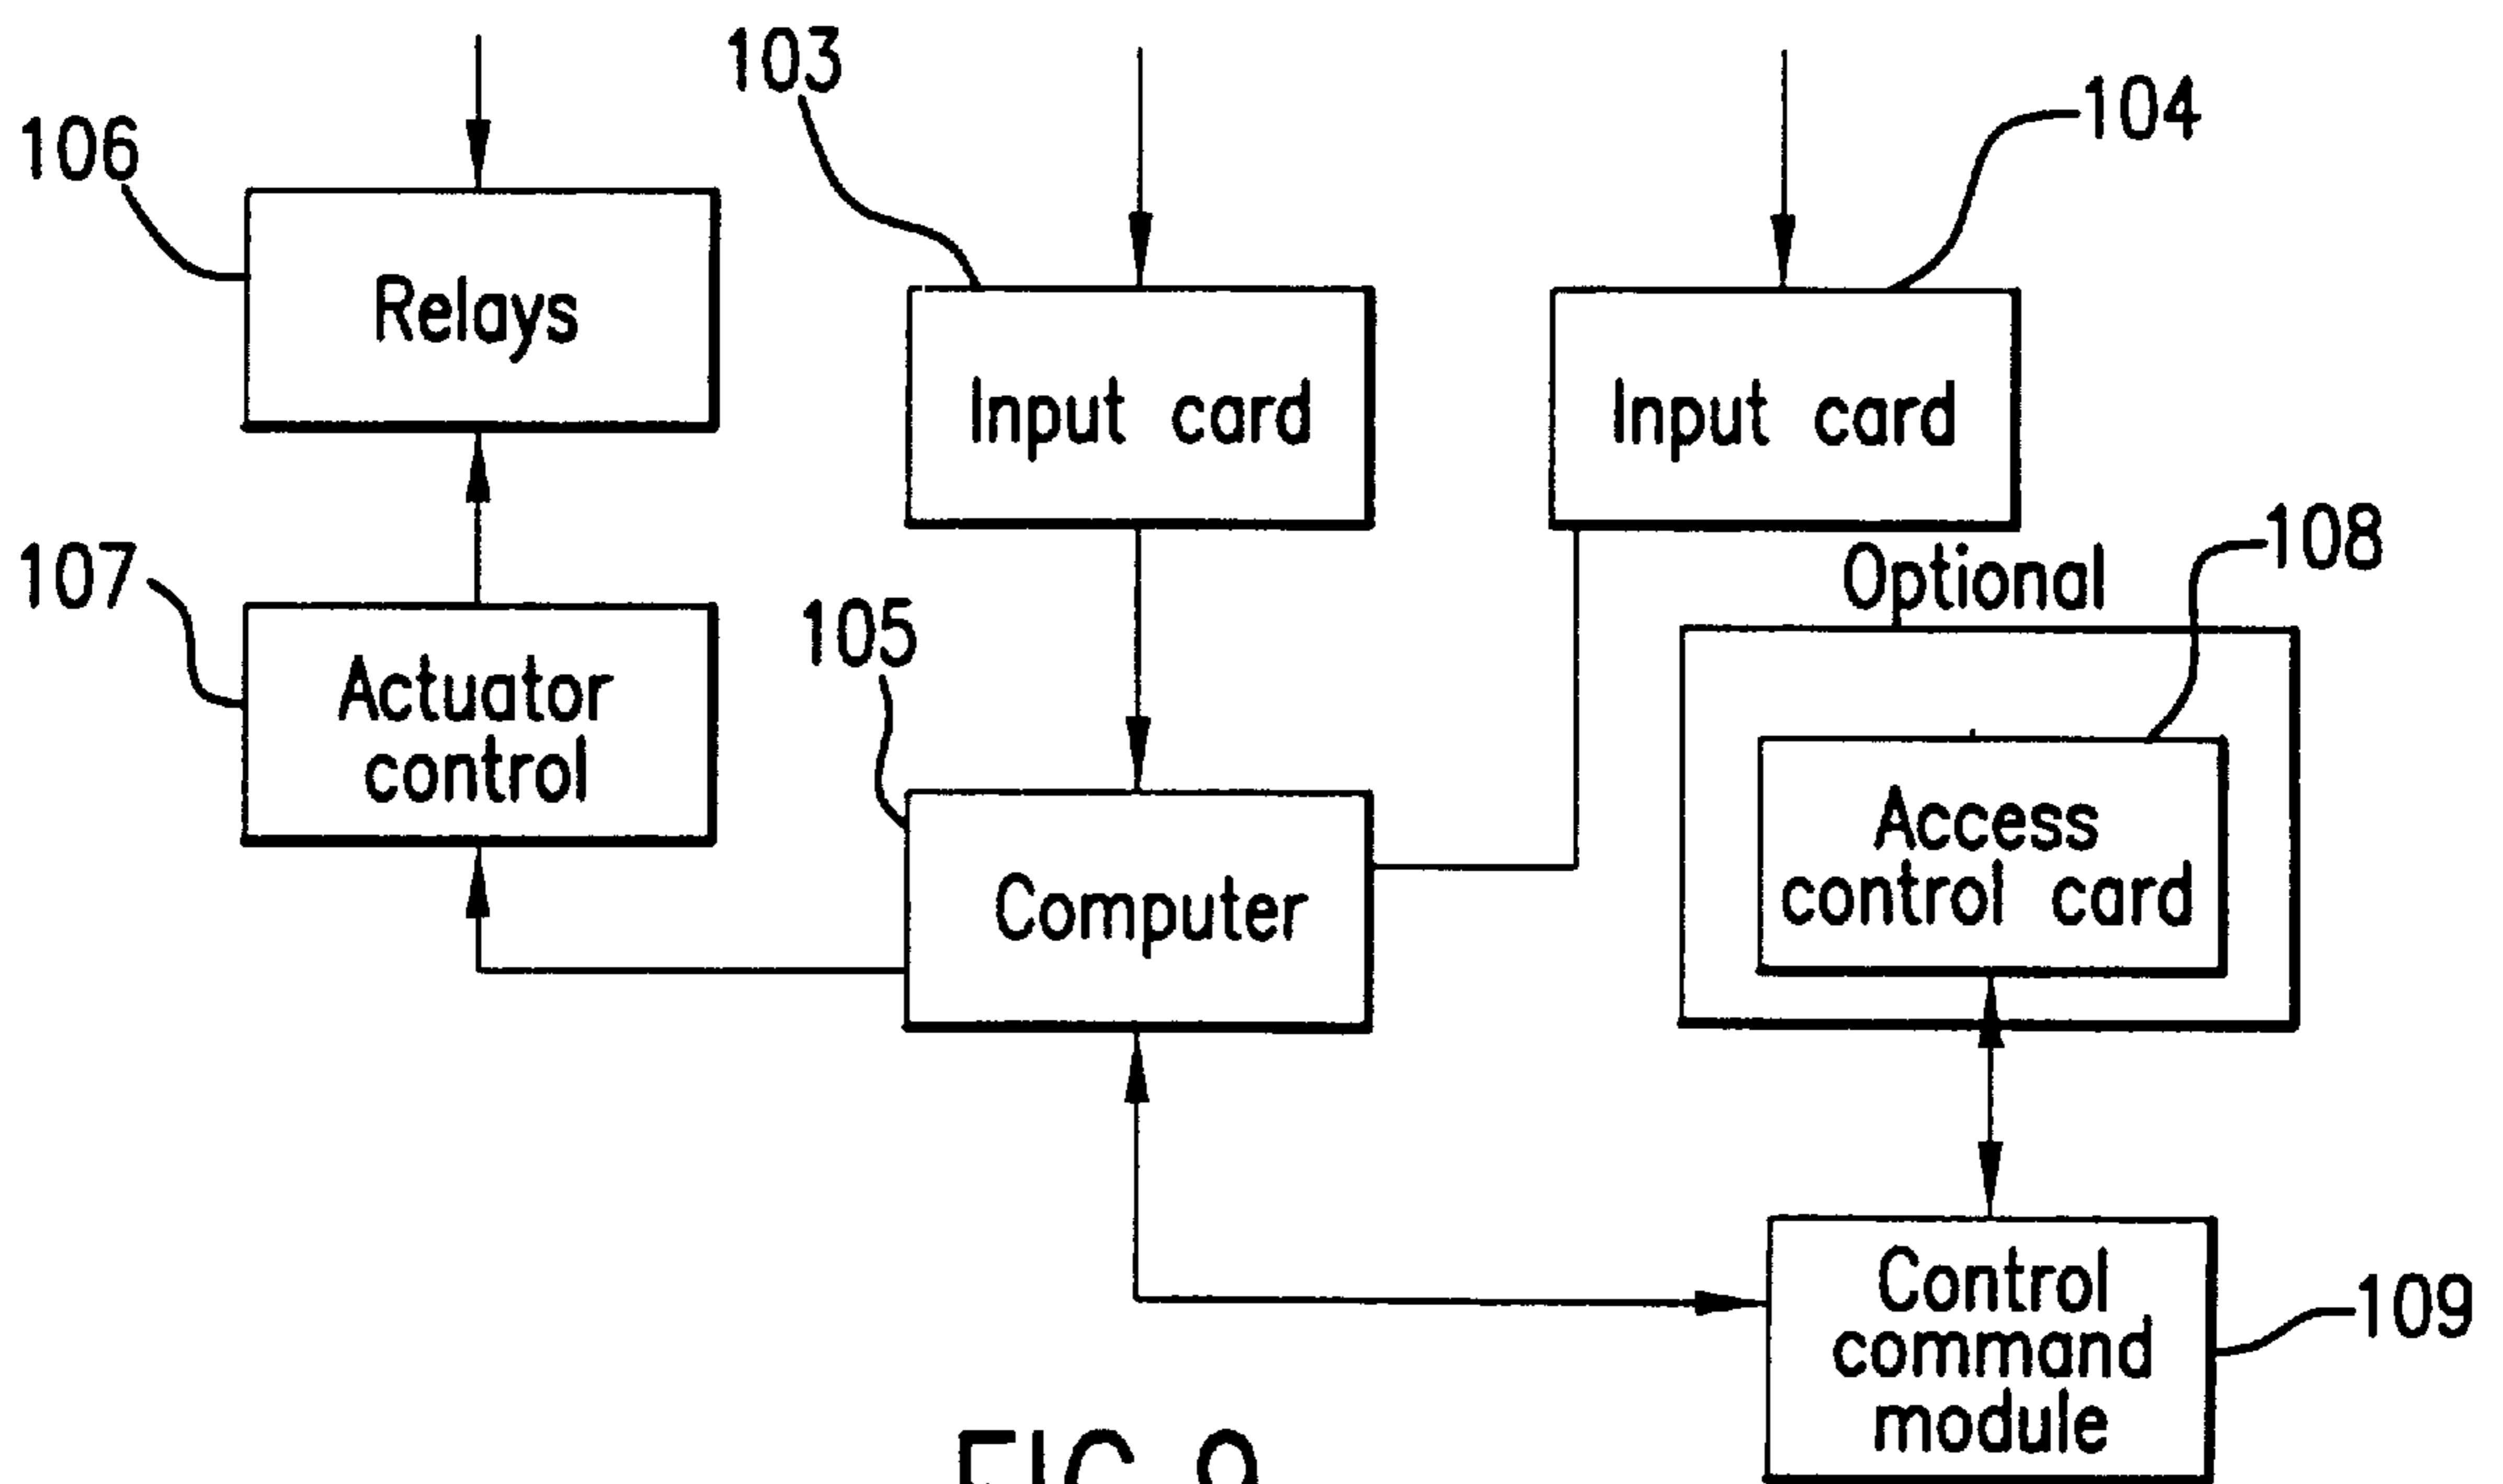 103
104
106
Relays
Input card
Input card
108
107
Optional
105
Actuator
control
Access
control card
Computer
Control
command
module
109